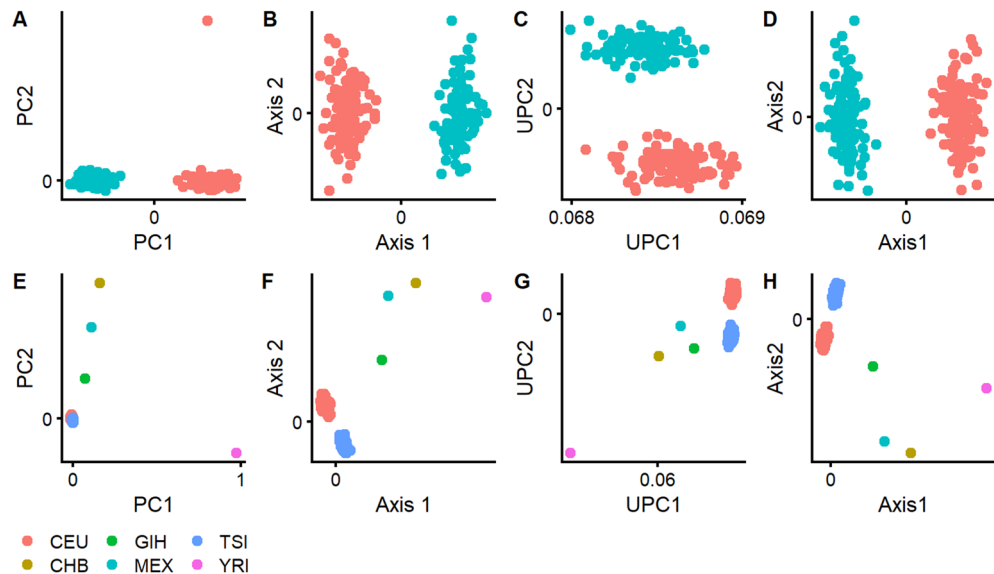 A
PC2
0
0
PC1
B
Axis 2
0
0
Axis 1
C
UPC2
0
0.068 0.069
UPC1
D
Axis2
0
0
Axis1
E
PC2
0
0 1
PC1
F
Axis 2
0
0
Axis 1
G
UPC2
0
0.06
UPC1
H
Axis2
0
0
Axis1
CEU GIH TSI
CHB MEX YRI